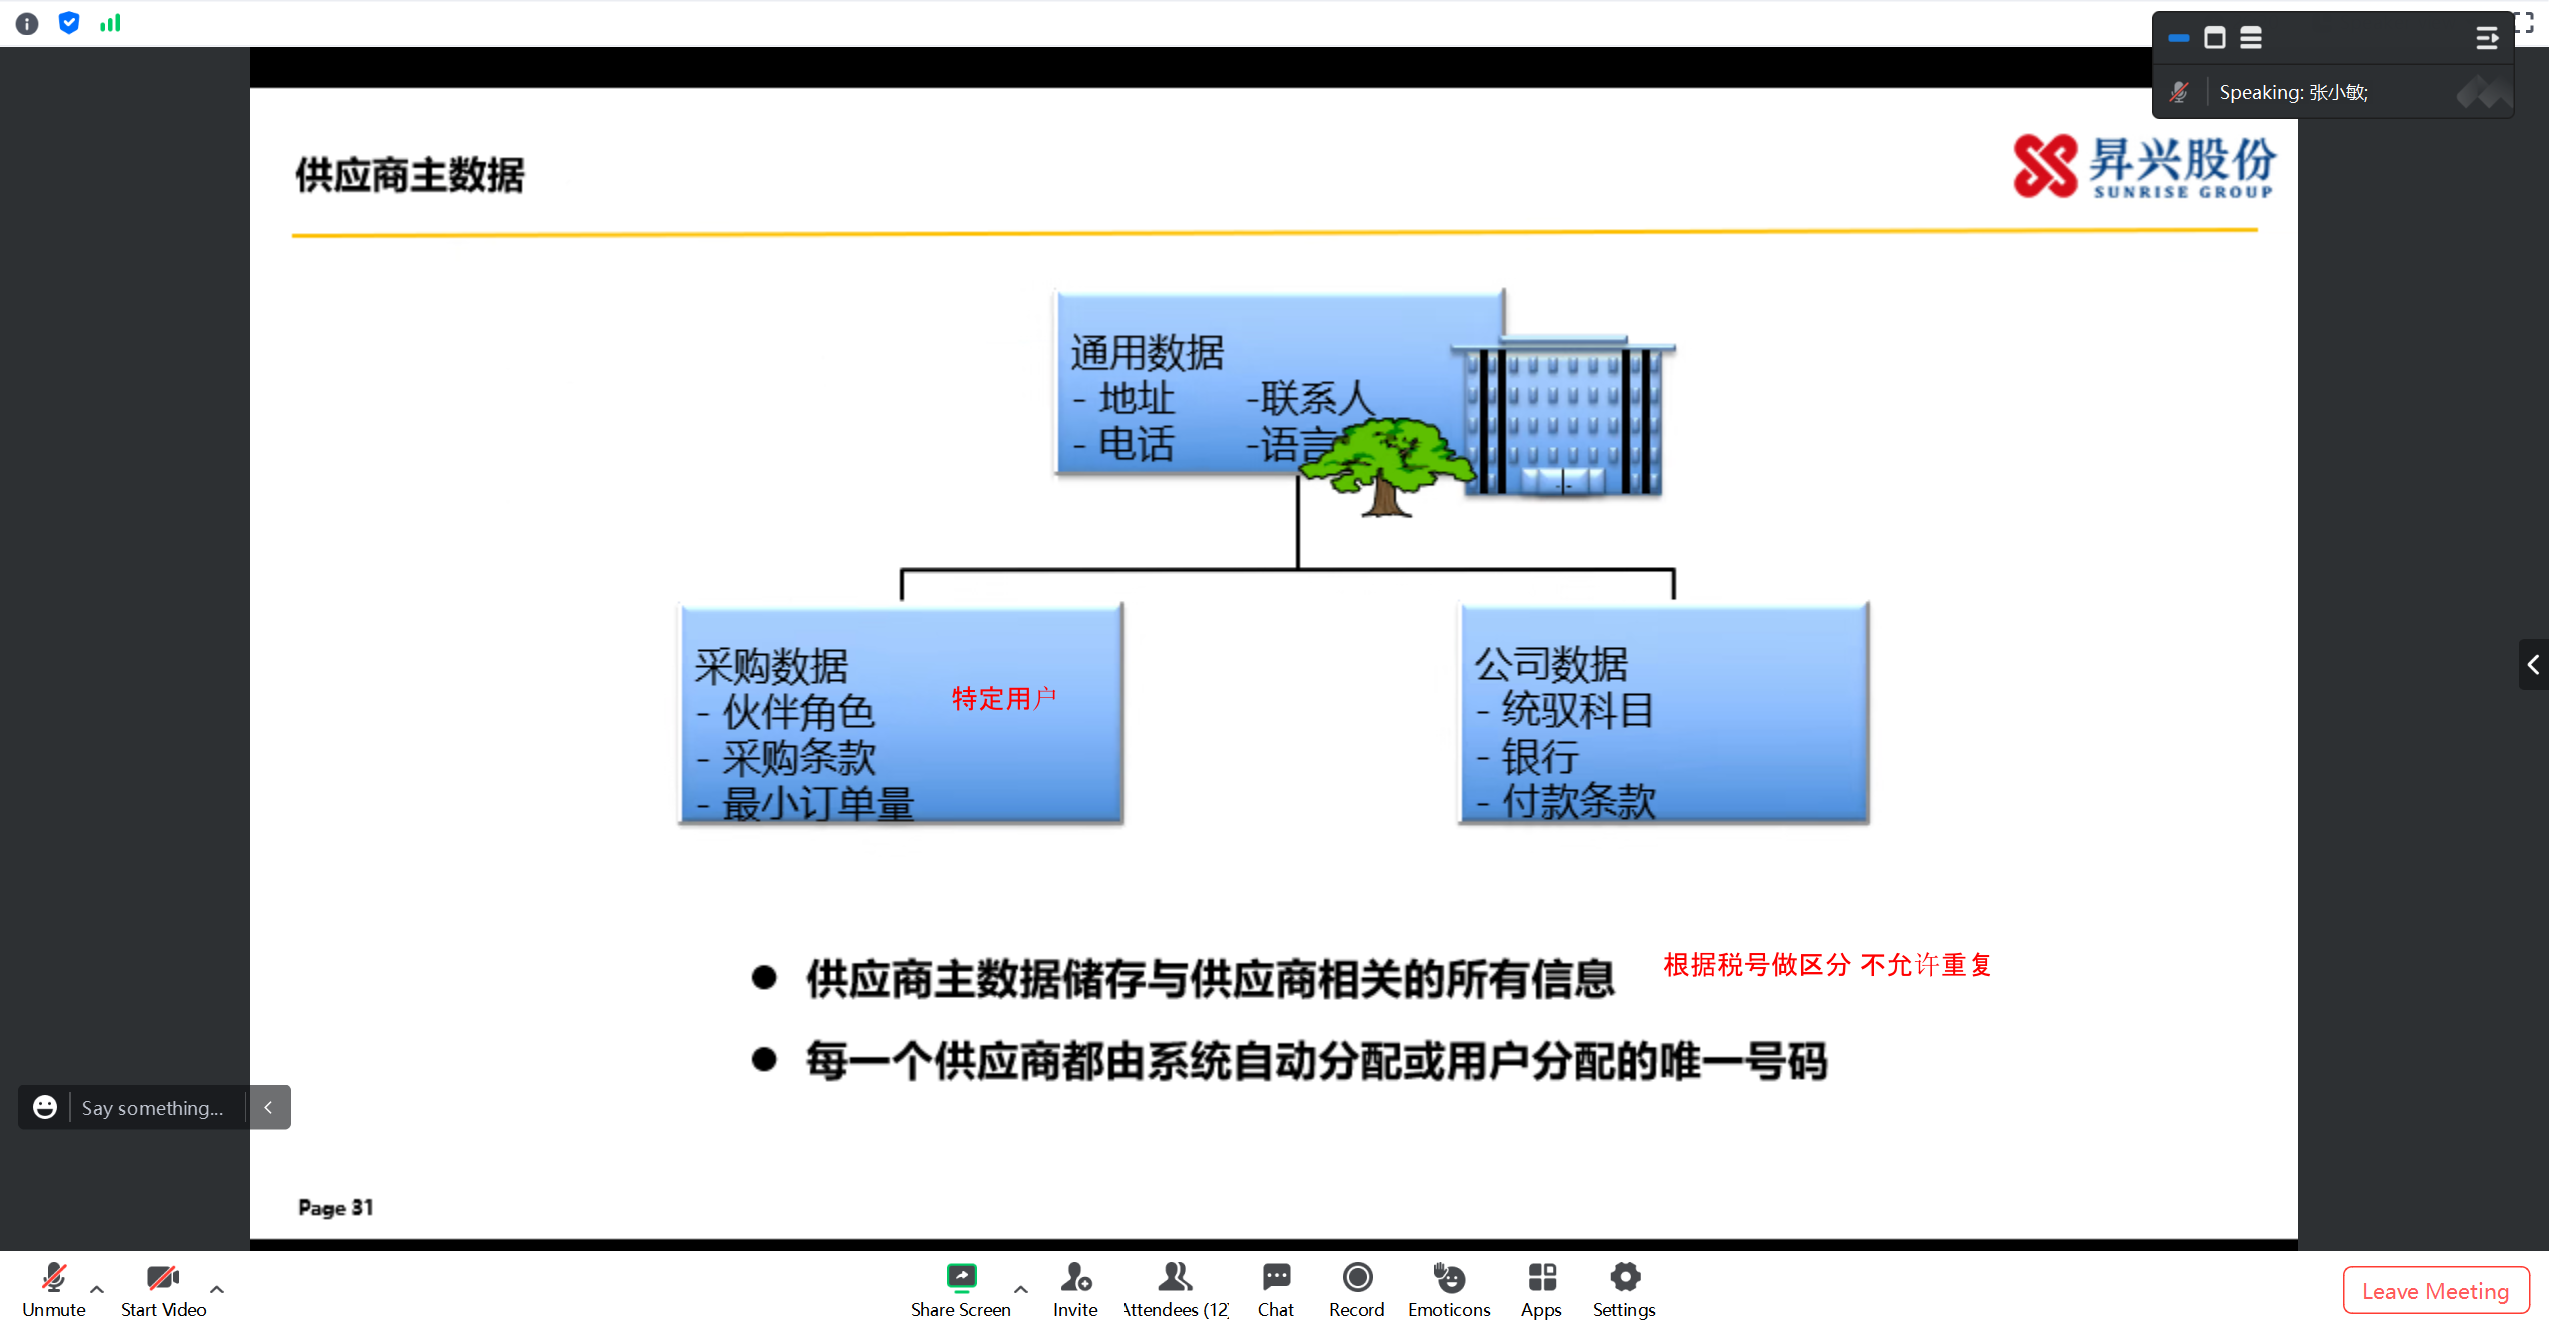 Speaking: 张小敏;
供应商主数据
昇兴股份
SUNRISE GROUP
通用数据
- 地址 -联系人
- 电话 -语言
采购数据
- 伙伴角色
- 采购条款
- 最小订单量
特定用户
公司数据
- 统驭科目
- 银行
- 付款条款
● 供应商主数据储存与供应商相关的所有信息
根据税号做区分 不允许重复
● 每一个供应商都由系统自动分配或用户分配的唯一号码
Say something...
Page 31
Unmute
Start Video
Share Screen
Invite
Attendees (12)
Chat
Record
Emoticons
Apps
Settings
Leave Meeting